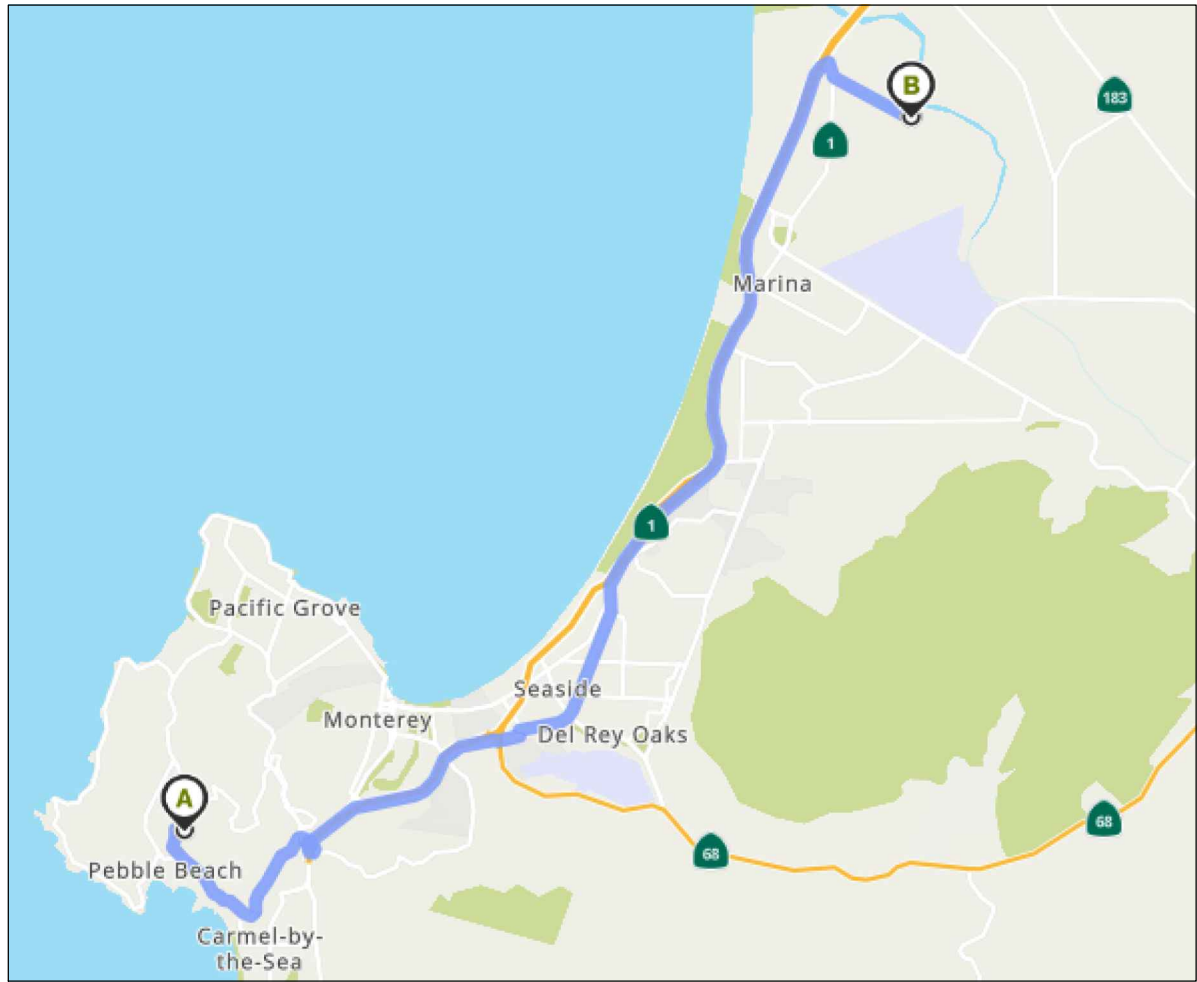 B
183
1
Marina
1
Pacific Grove
Seaside
Monterey
Del Rey Oaks
A
68
68
Pebble Beach
Carmel-by-
the-Sea